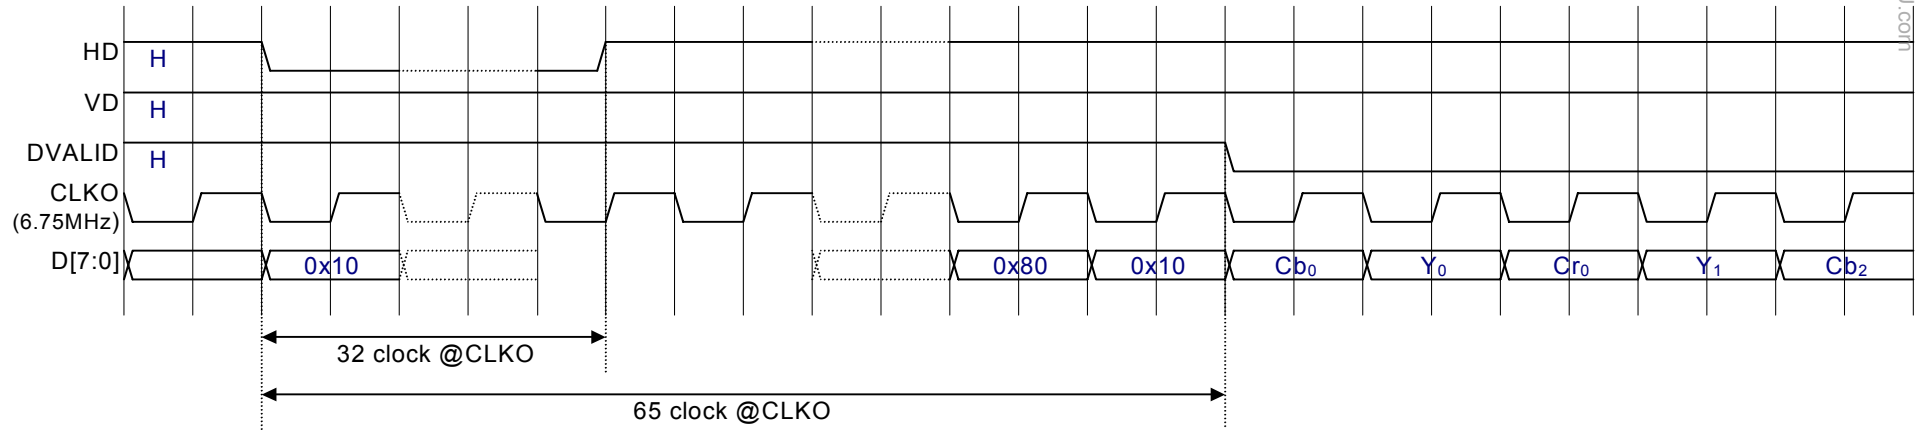 HD H
VD H
DVALID H
CLKO
(6.75MHz)
D[7:0] 0x10 0x80 0x10 Cb₀ Y₀ Cr₀ Y₁ Cb₂
32 clock @CLKO
65 clock @CLKO
.com